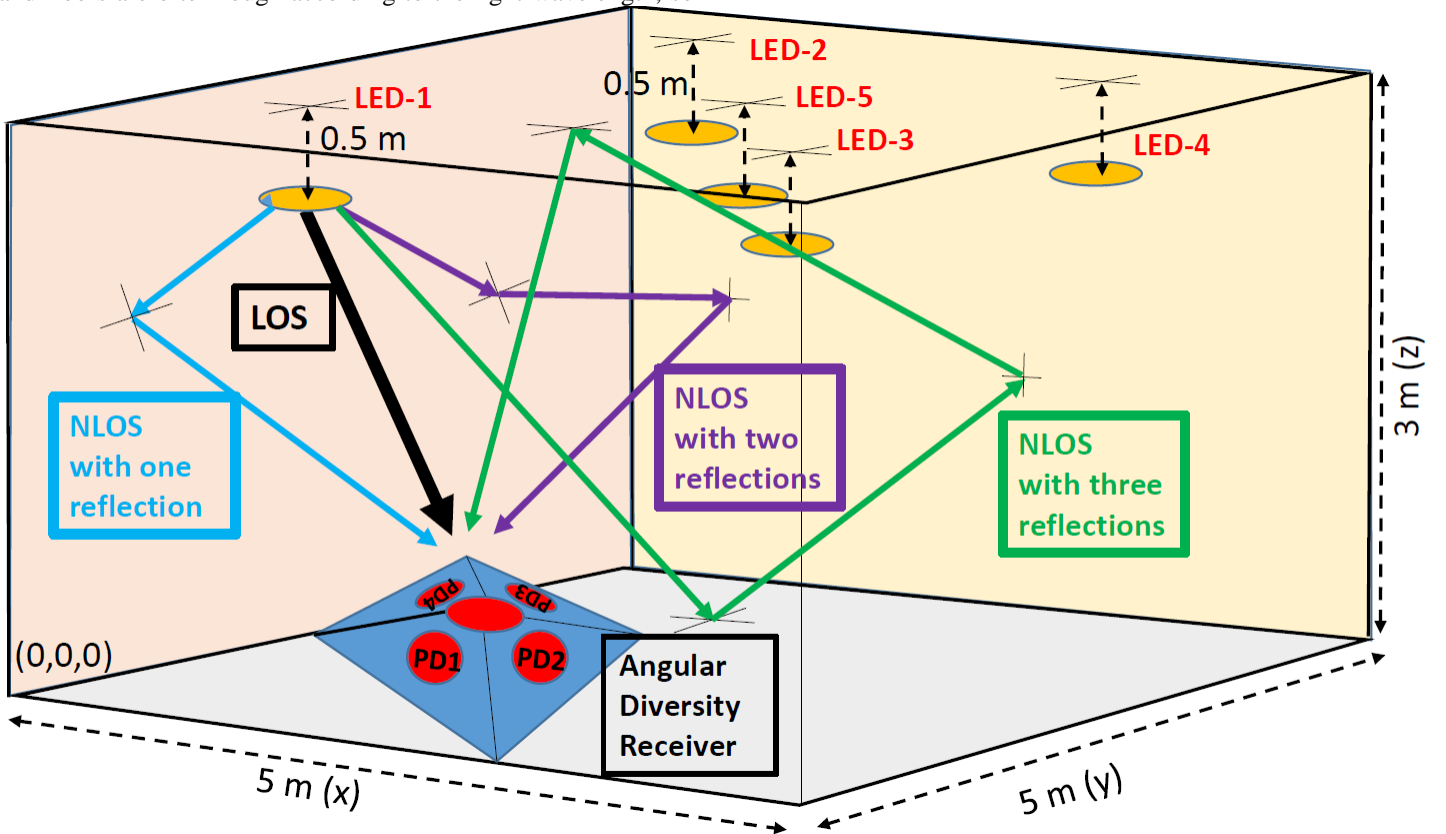 LED-2
0.5 m
LED-1
LED-5
0.5 m
LED-3
LED-4
LOS
NLOS
with one
reflection
NLOS
with two
reflections
NLOS
with three
reflections
3 m (z)
PD4
PD3
PD1
PD2
(0,0,0)
Angular
Diversity
Receiver
5 m (x)
5 m (y)